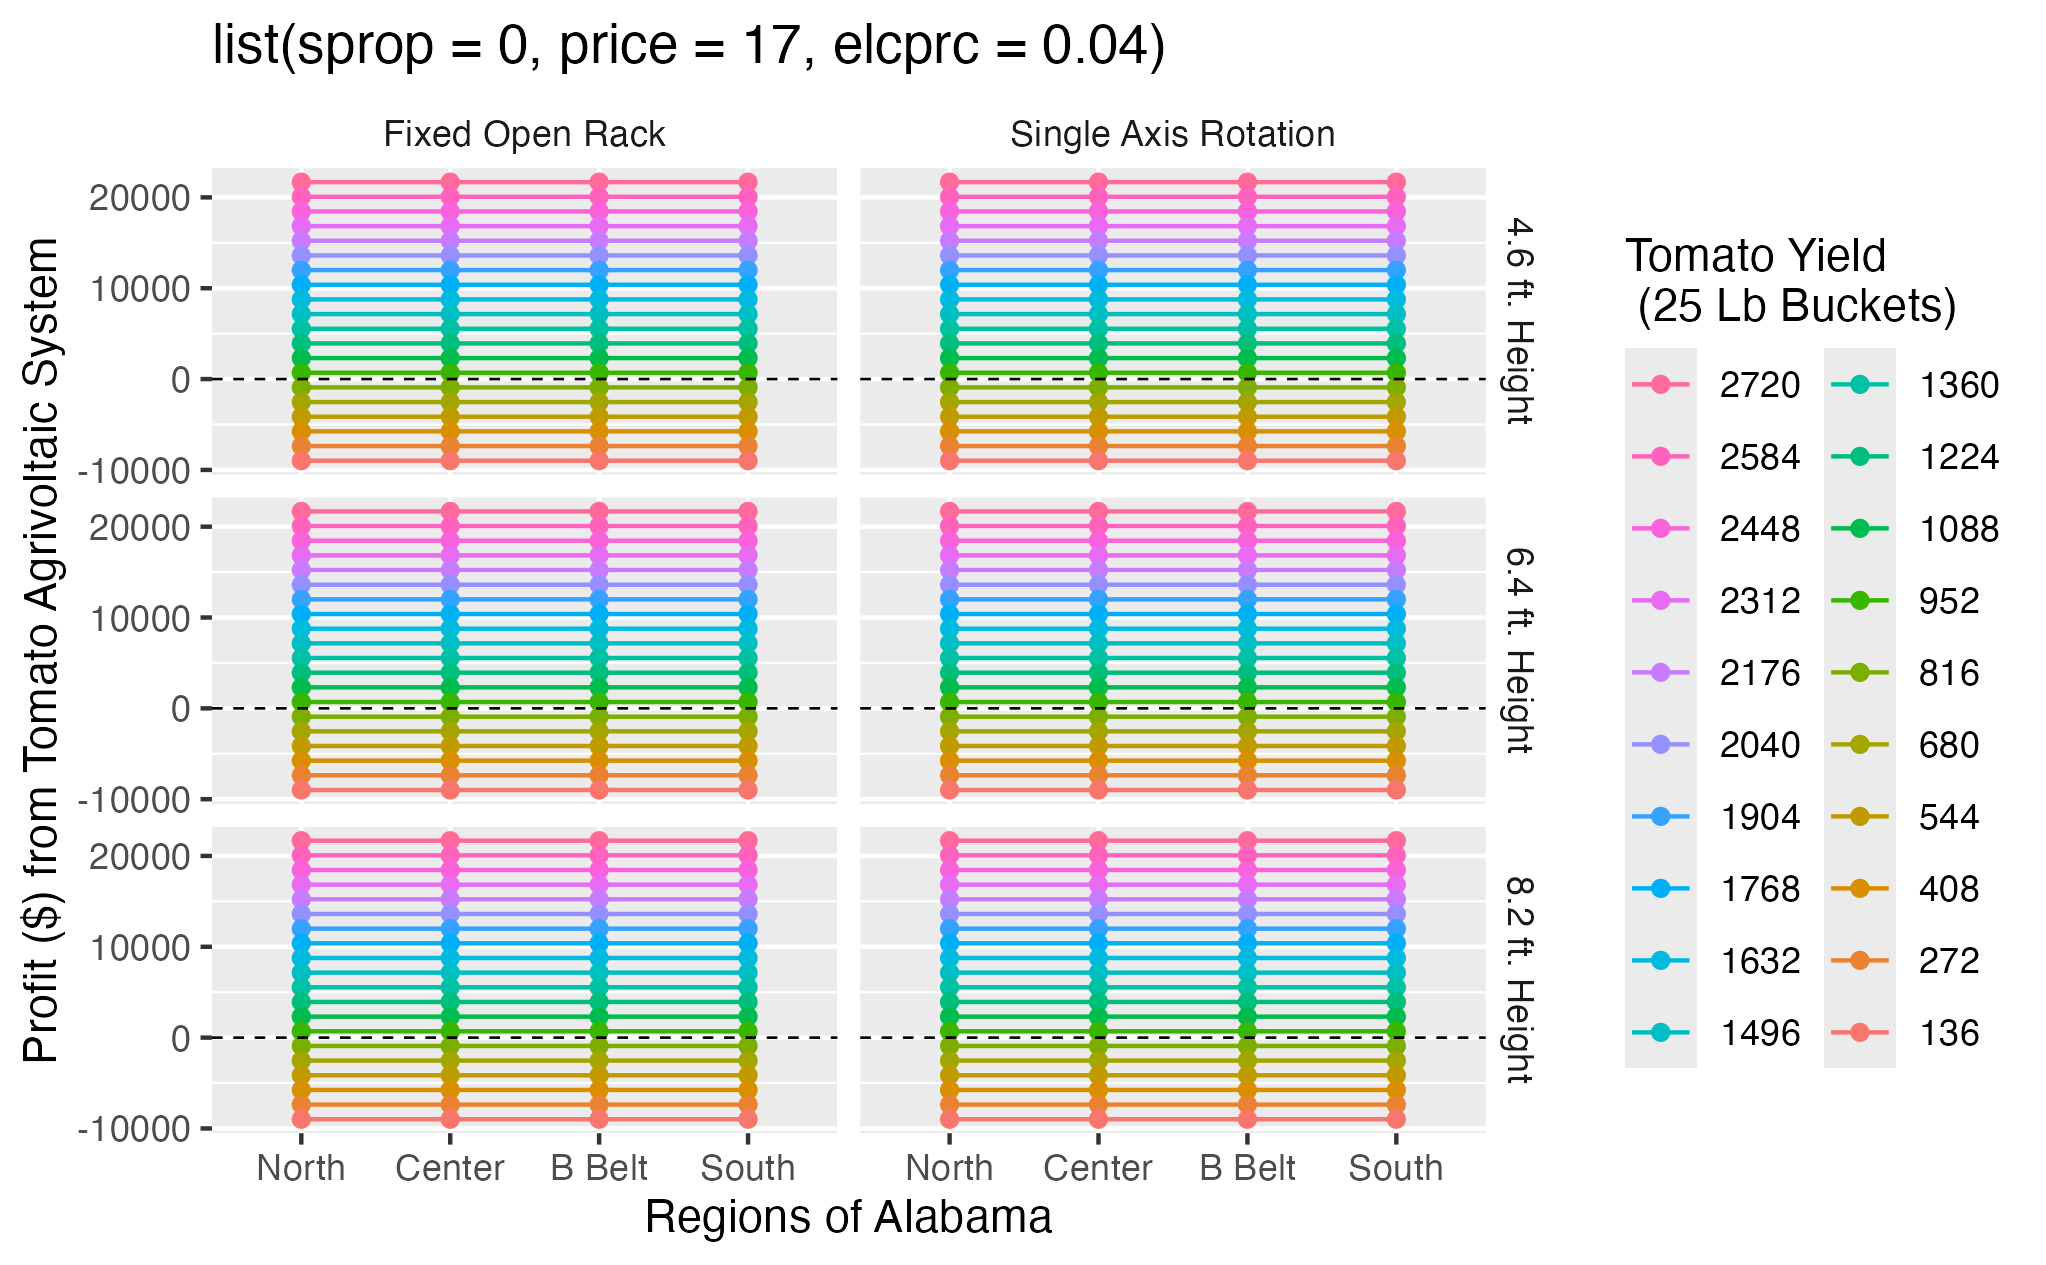 list(sprop = 0, price = 17, elcprc = 0.04)
Fixed Open Rack
Single Axis Rotation
Profit ($) from Tomato Agrivoltaic System
20000
10000
0
-10000
4.6 ft. Height
20000
10000
0
-10000
6.4 ft. Height
20000
10000
0
-10000
8.2 ft. Height
North Center B Belt South
North Center B Belt South
Regions of Alabama
Tomato Yield
(25 Lb Buckets)
2720 1360
2584 1224
2448 1088
2312 952
2176 816
2040 680
1904 544
1768 408
1632 272
1496 136